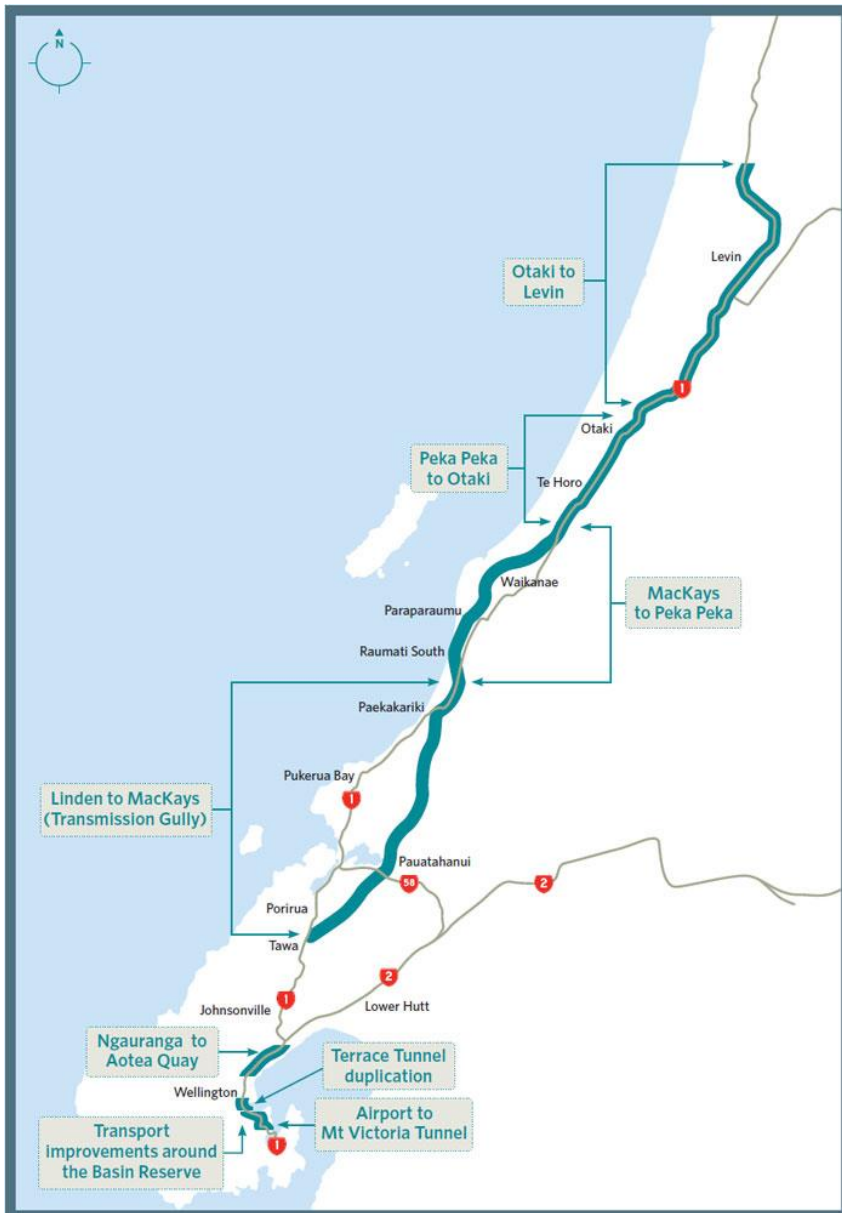 N
Levin
Otaki to
Levin
1
Otaki
Peka Peka
to Otaki
Te Horo
Waikanae
MacKays
to Peka Peka
Paraparaumu
Raumati South
Paekakariki
Pukerua Bay
1
Linden to MacKays
(Transmission Gully)
Pauatahanui
58
2
Porirua
Tawa
2
1
Johnsonville
Lower Hutt
Ngauranga to
Aotea Quay
Terrace Tunnel
duplication
Wellington
Airport to
Mt Victoria Tunnel
Transport
improvements around
the Basin Reserve
1